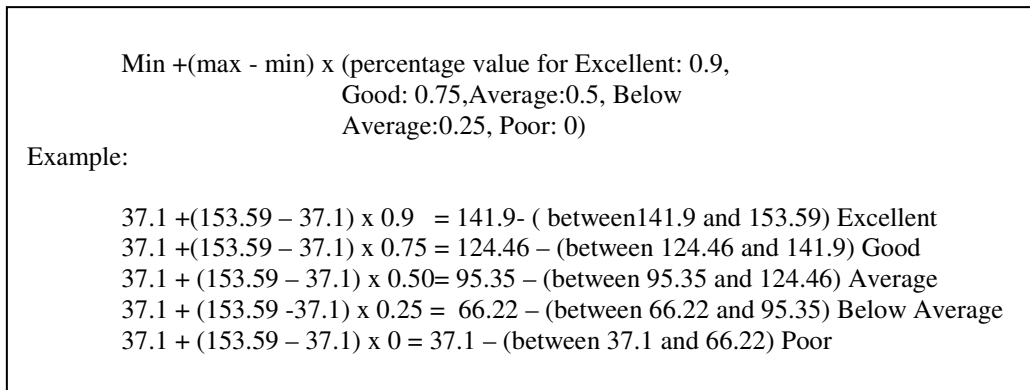 Min +(max - min) x (percentage value for Excellent: 0.9,
Good: 0.75,Average:0.5, Below
Average:0.25, Poor: 0)
Example:
37.1 +(153.59 – 37.1) x 0.9 = 141.9- ( between141.9 and 153.59) Excellent
37.1 +(153.59 – 37.1) x 0.75 = 124.46 – (between 124.46 and 141.9) Good
37.1 + (153.59 – 37.1) x 0.50= 95.35 – (between 95.35 and 124.46) Average
37.1 + (153.59 -37.1) x 0.25 = 66.22 – (between 66.22 and 95.35) Below Average
37.1 + (153.59 – 37.1) x 0 = 37.1 – (between 37.1 and 66.22) Poor